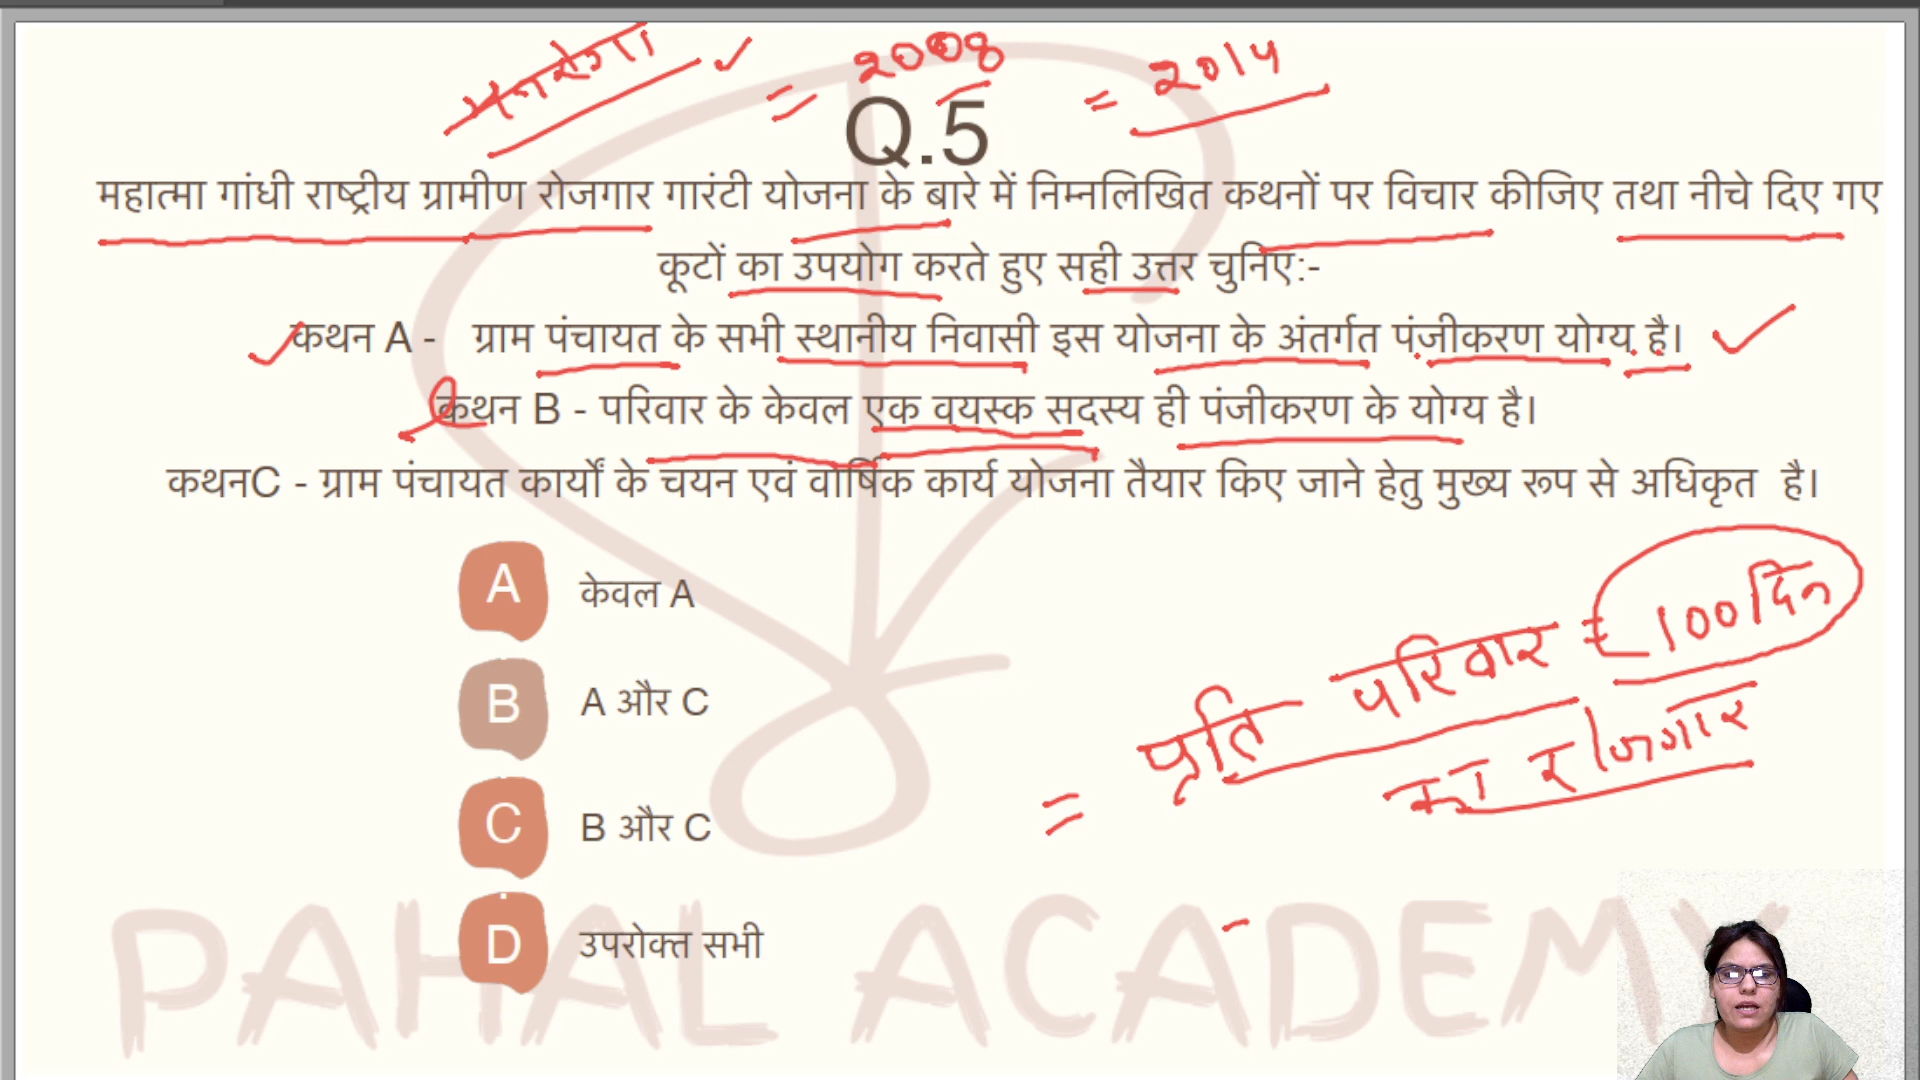 मनरेगा = 2008 = 2014
Q.5
महात्मा गांधी राष्ट्रीय ग्रामीण रोजगार गारंटी योजना के बारे में निम्नलिखित कथनों पर विचार कीजिए तथा नीचे दिए गए
कूटों का उपयोग करते हुए सही उत्तर चुनिए:-
कथन A - ग्राम पंचायत के सभी स्थानीय निवासी इस योजना के अंतर्गत पंजीकरण योग्य है।
कथन B - परिवार के केवल एक वयस्क सदस्य ही पंजीकरण के योग्य है।
कथनC - ग्राम पंचायत कार्यों के चयन एवं वार्षिक कार्य योजना तैयार किए जाने हेतु मुख्य रूप से अधिकृत है।
A केवल A
B A और C
C B और C
D उपरोक्त सभी
= प्रति परिवार = 100 दिन
का रोजगार
PAHAL ACADEMY